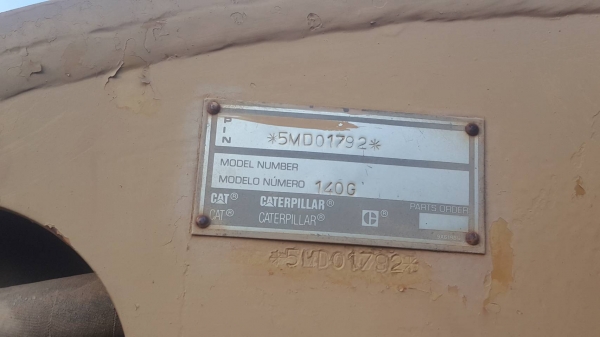 PIN *5MD01792*
MODEL NUMBER
MODELO NÚMERO 140G
CAT® CATERPILLAR® PARTS ORDER
CAT® CATERPILLAR® C®
*5MD01792*